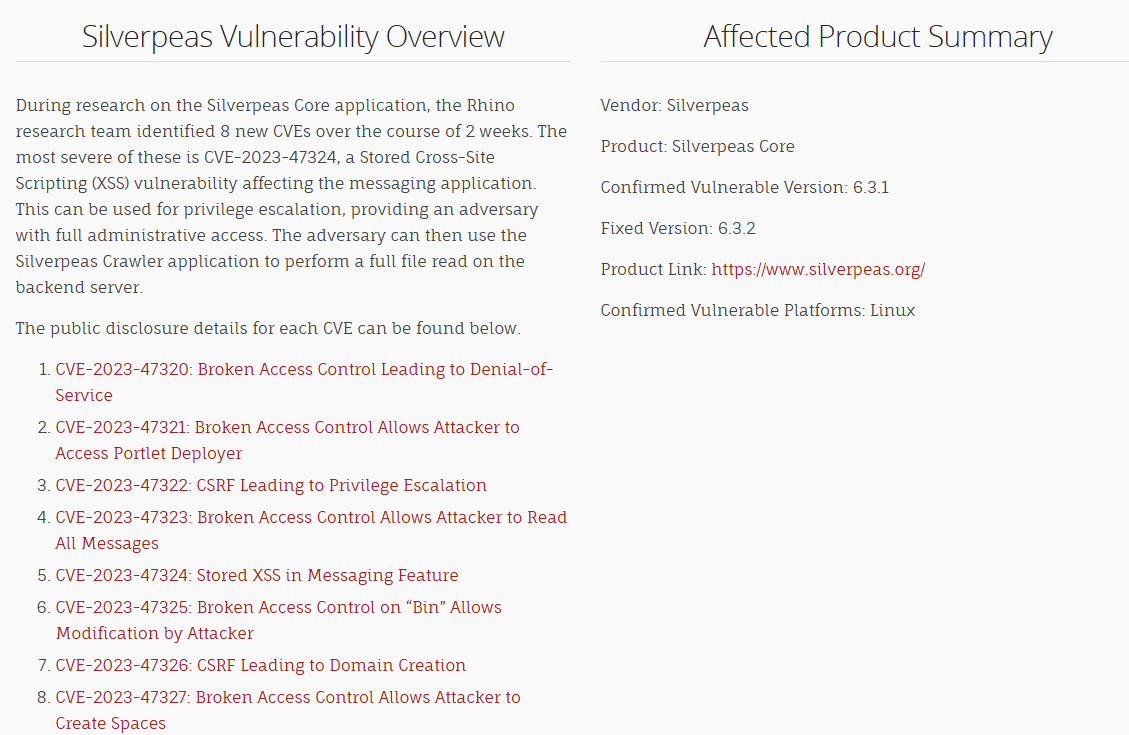 Silverpeas Vulnerability Overview
During research on the Silverpeas Core application, the Rhino
research team identified 8 new CVEs over the course of 2 weeks. The
most severe of these is CVE-2023-47324, a Stored Cross-Site
Scripting (XSS) vulnerability affecting the messaging application.
This can be used for privilege escalation, providing an adversary
with full administrative access. The adversary can then use the
Silverpeas Crawler application to perform a full file read on the
backend server.
The public disclosure details for each CVE can be found below.
1. CVE-2023-47320: Broken Access Control Leading to Denial-of-
Service
2. CVE-2023-47321: Broken Access Control Allows Attacker to
Access Portlet Deployer
3. CVE-2023-47322: CSRF Leading to Privilege Escalation
4. CVE-2023-47323: Broken Access Control Allows Attacker to Read
All Messages
5. CVE-2023-47324: Stored XSS in Messaging Feature
6. CVE-2023-47325: Broken Access Control on “Bin” Allows
Modification by Attacker
7. CVE-2023-47326: CSRF Leading to Domain Creation
8. CVE-2023-47327: Broken Access Control Allows Attacker to
Create Spaces
Affected Product Summary
Vendor: Silverpeas
Product: Silverpeas Core
Confirmed Vulnerable Version: 6.3.1
Fixed Version: 6.3.2
Product Link: https://www.silverpeas.org/
Confirmed Vulnerable Platforms: Linux